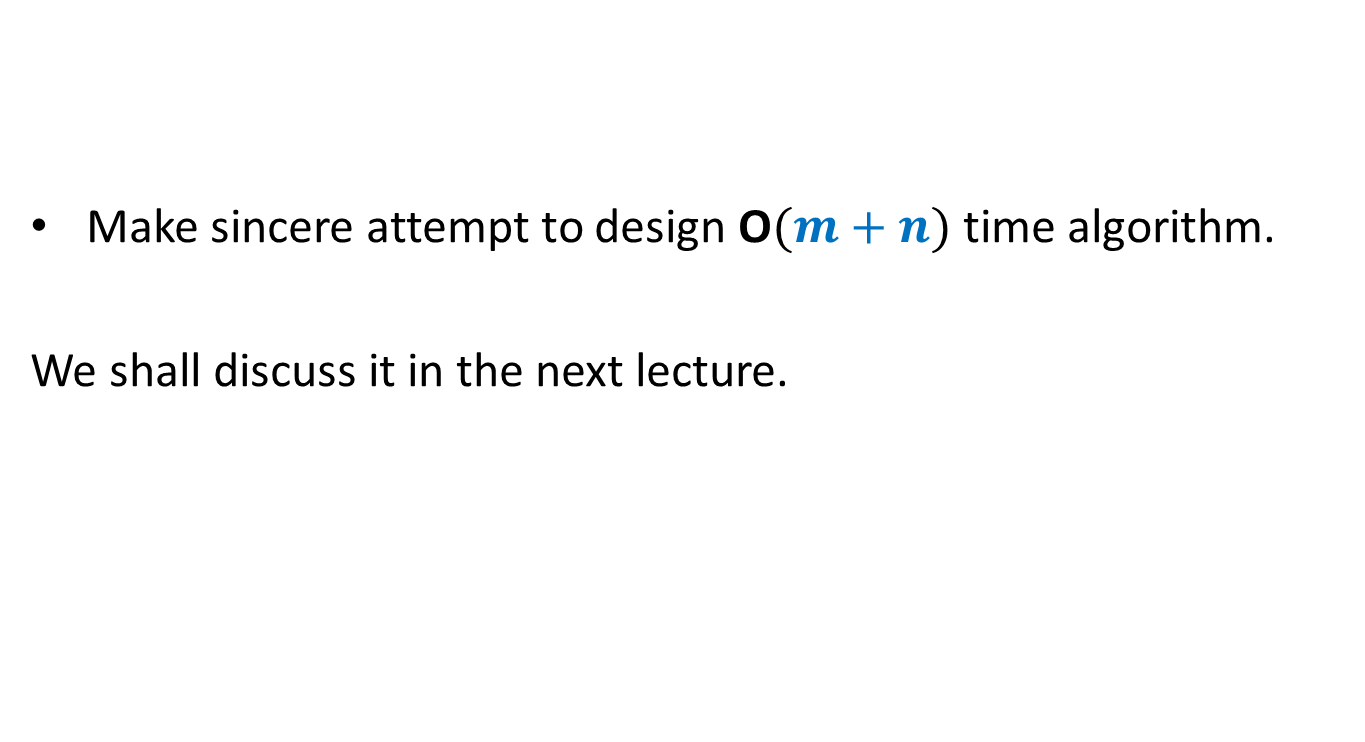 • Make sincere attempt to design O(m + n) time algorithm.
We shall discuss it in the next lecture.